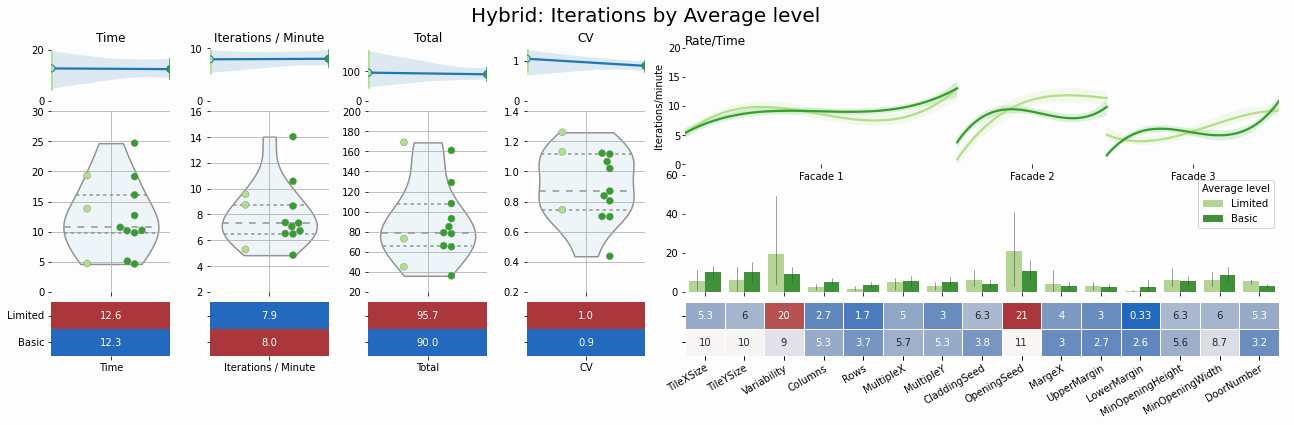 Hybrid: Iterations by Average level
Time
Iterations / Minute
Total
CV
Rate/Time
20
0
10
0
100
0
1
0
20
15
10
5
0
Iterations/minute
Facade 1
Facade 2
Facade 3
30
25
20
15
10
5
0
16
14
12
10
8
6
4
2
200
180
160
140
120
100
80
60
40
20
1.4
1.2
1.0
0.8
0.6
0.4
0.2
60
40
20
0
Average level
Limited
Basic
Limited 12.6 7.9 95.7 1.0 5.3 6 20 2.7 1.7 5 3 6.3 21 4 3 0.33 6.3 6 5.3
Basic 12.3 8.0 90.0 0.9 10 10 9 5.3 3.7 5.7 5.3 3.8 11 3 2.7 2.6 5.6 8.7 3.2
Time
Iterations / Minute
Total
CV
TileXSize
TileYSize
Variability
Columns
Rows
MultipleX
MultipleY
CladdingSeed
OpeningSeed
MargeX
UpperMargin
LowerMargin
MinOpeningHeight
MinOpeningWidth
DoorNumber